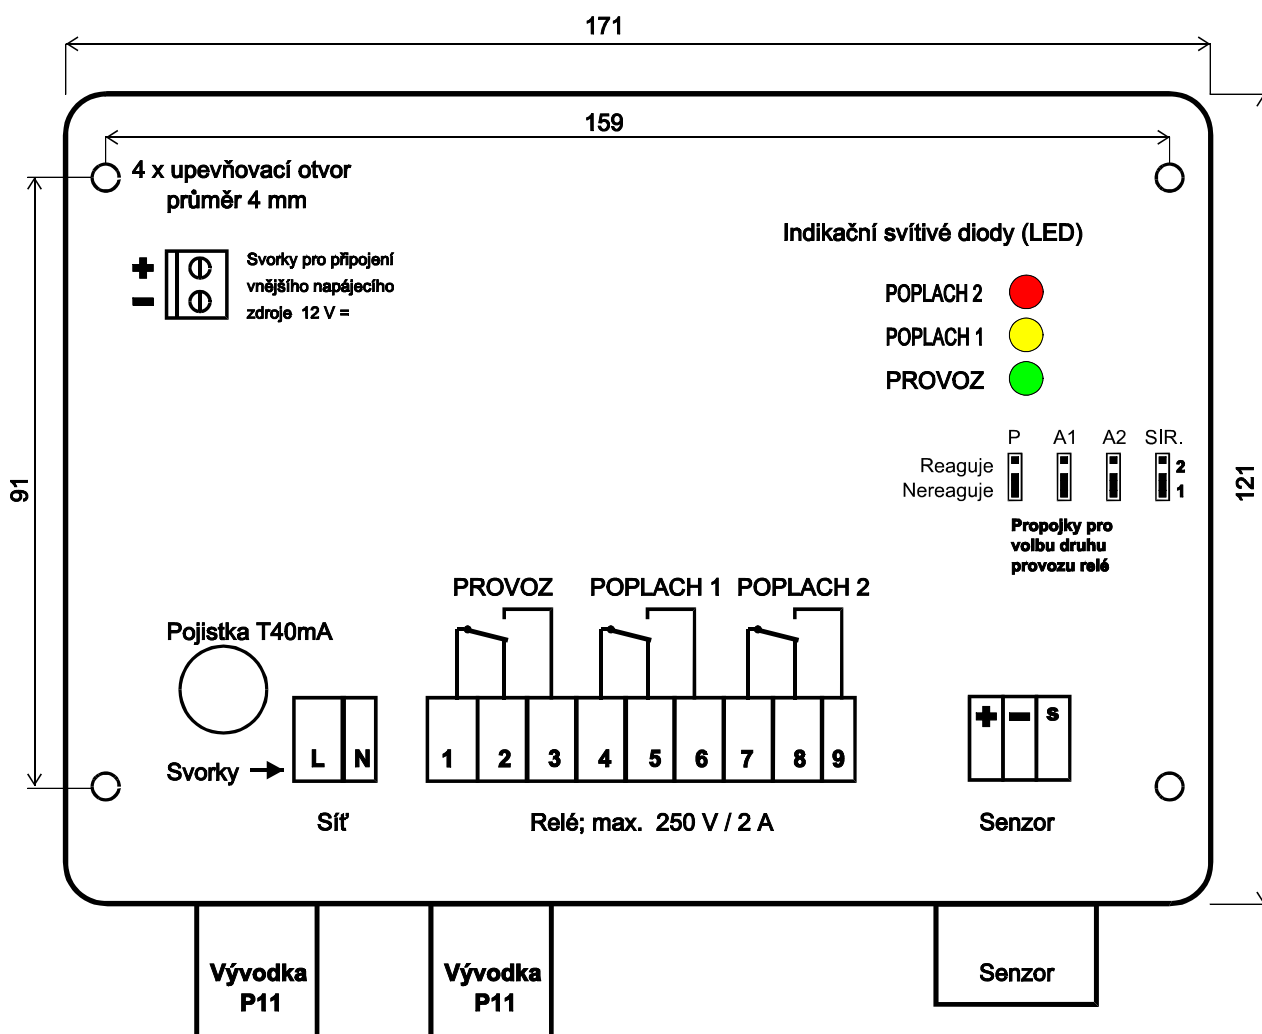 171
159
4 x upevňovací otvor
průměr 4 mm
Indikační svítivé diody (LED)
+
-
Svorky pro připojení
vnějšího napájecího
zdroje 12 V =
POPLACH 2
POPLACH 1
PROVOZ
P A1 A2 SIR.
Reaguje 2
Nereaguje 1
91
121
Propojky pro
volbu druhu
provozu relé
PROVOZ POPLACH 1 POPLACH 2
Pojistka T40mA
+ - S
L N 1 2 3 4 5 6 7 8 9
Svorky
Síť Relé; max. 250 V / 2 A Senzor
Vývodka
P11
Vývodka
P11
Senzor